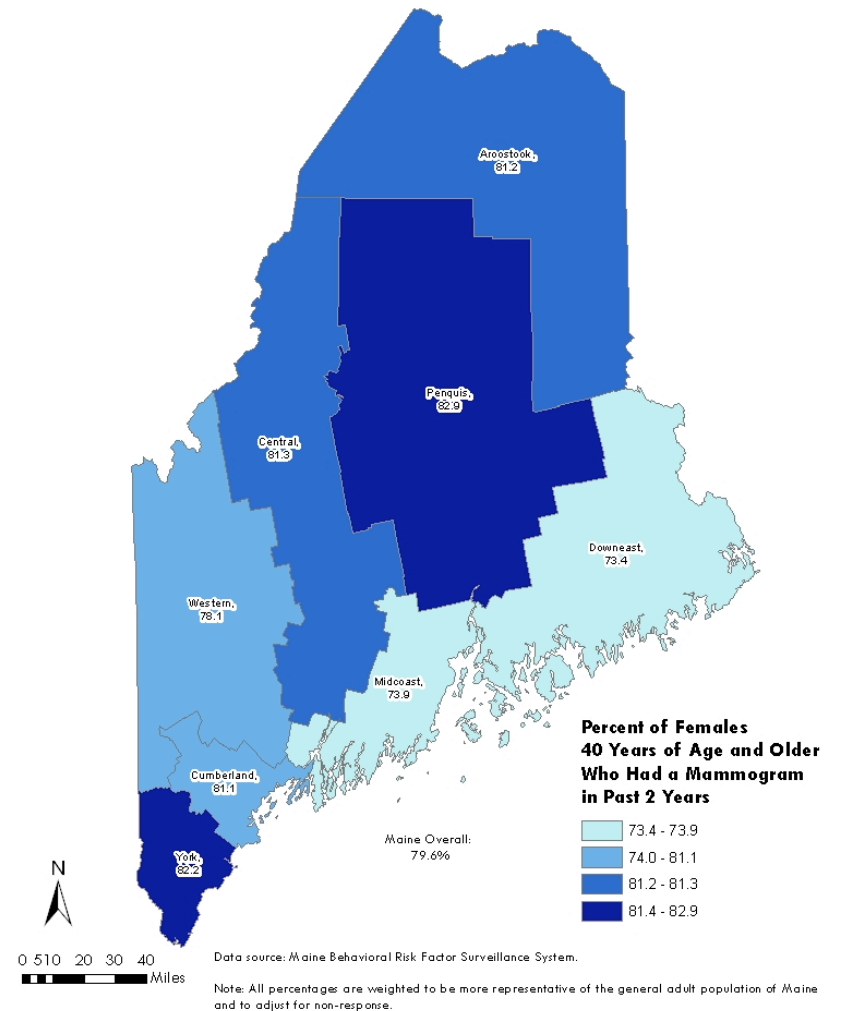 Aroostook,
81.2
Penquis,
82.9
Central,
81.3
Downeast,
73.4
Western,
78.1
Midcoast,
73.9
Cumberland,
81.1
York,
82.2
Maine Overall:
79.6%
Percent of Females
40 Years of Age and Older
Who Had a Mammogram
in Past 2 Years
73.4 - 73.9
74.0 - 81.1
81.2 - 81.3
81.4 - 82.9
N
0 510 20 30 40
Miles
Data source: Maine Behavioral Risk Factor Surveillance System.
Note: All percentages are weighted to be more representative of the general adult population of Maine
and to adjust for non-response.